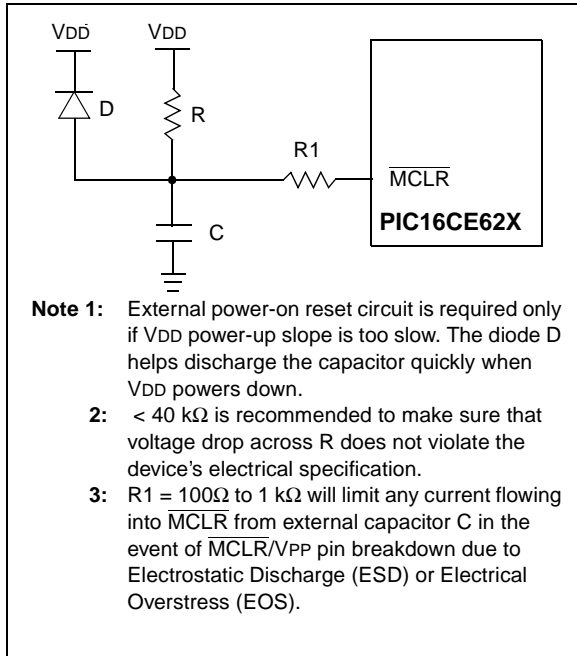 VDD VDD
D
R
R1
MCLR
PIC16CE62X
C
Note 1: External power-on reset circuit is required only
if VDD power-up slope is too slow. The diode D
helps discharge the capacitor quickly when
VDD powers down.
2: < 40 kΩ is recommended to make sure that
voltage drop across R does not violate the
device's electrical specification.
3: R1 = 100Ω to 1 kΩ will limit any current flowing
into MCLR from external capacitor C in the
event of MCLR/VPP pin breakdown due to
Electrostatic Discharge (ESD) or Electrical
Overstress (EOS).